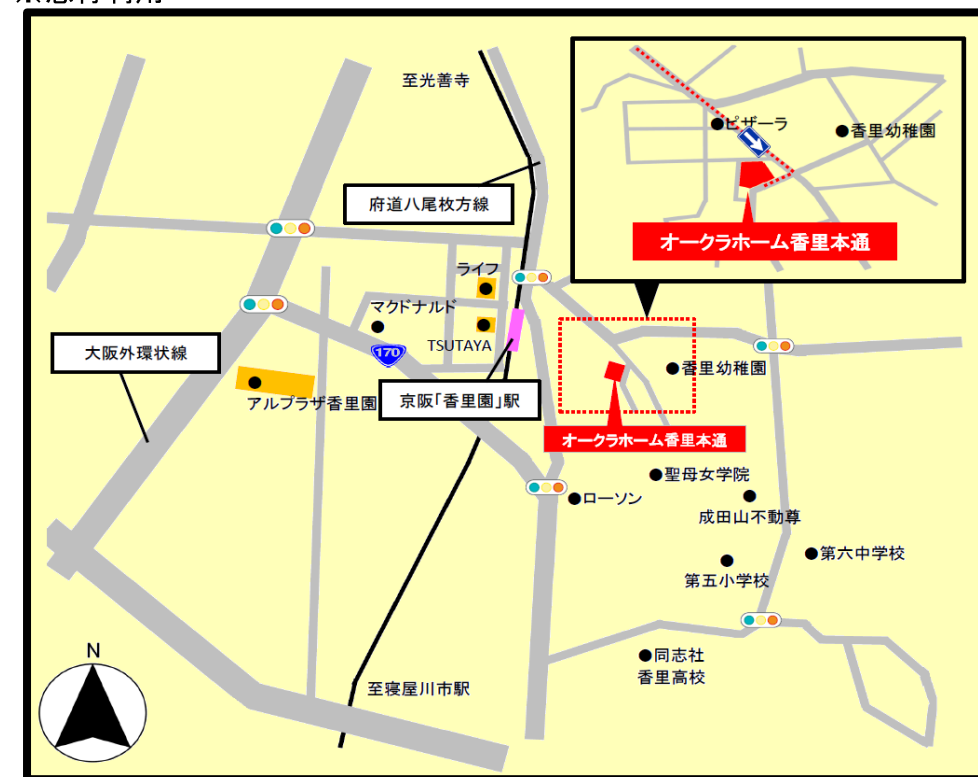 至光善寺
ピザーラ
香里幼稚園
府道八尾枚方線
オークラホーム香里本通
ライフ
マクドナルド
TSUTAYA
170
大阪外環状線
香里幼稚園
アルプラザ香里園
京阪「香里園」駅
オークラホーム香里本通
聖母女学院
ローソン
成田山不動尊
第六中学校
第五小学校
N
同志社
香里高校
至寝屋川市駅